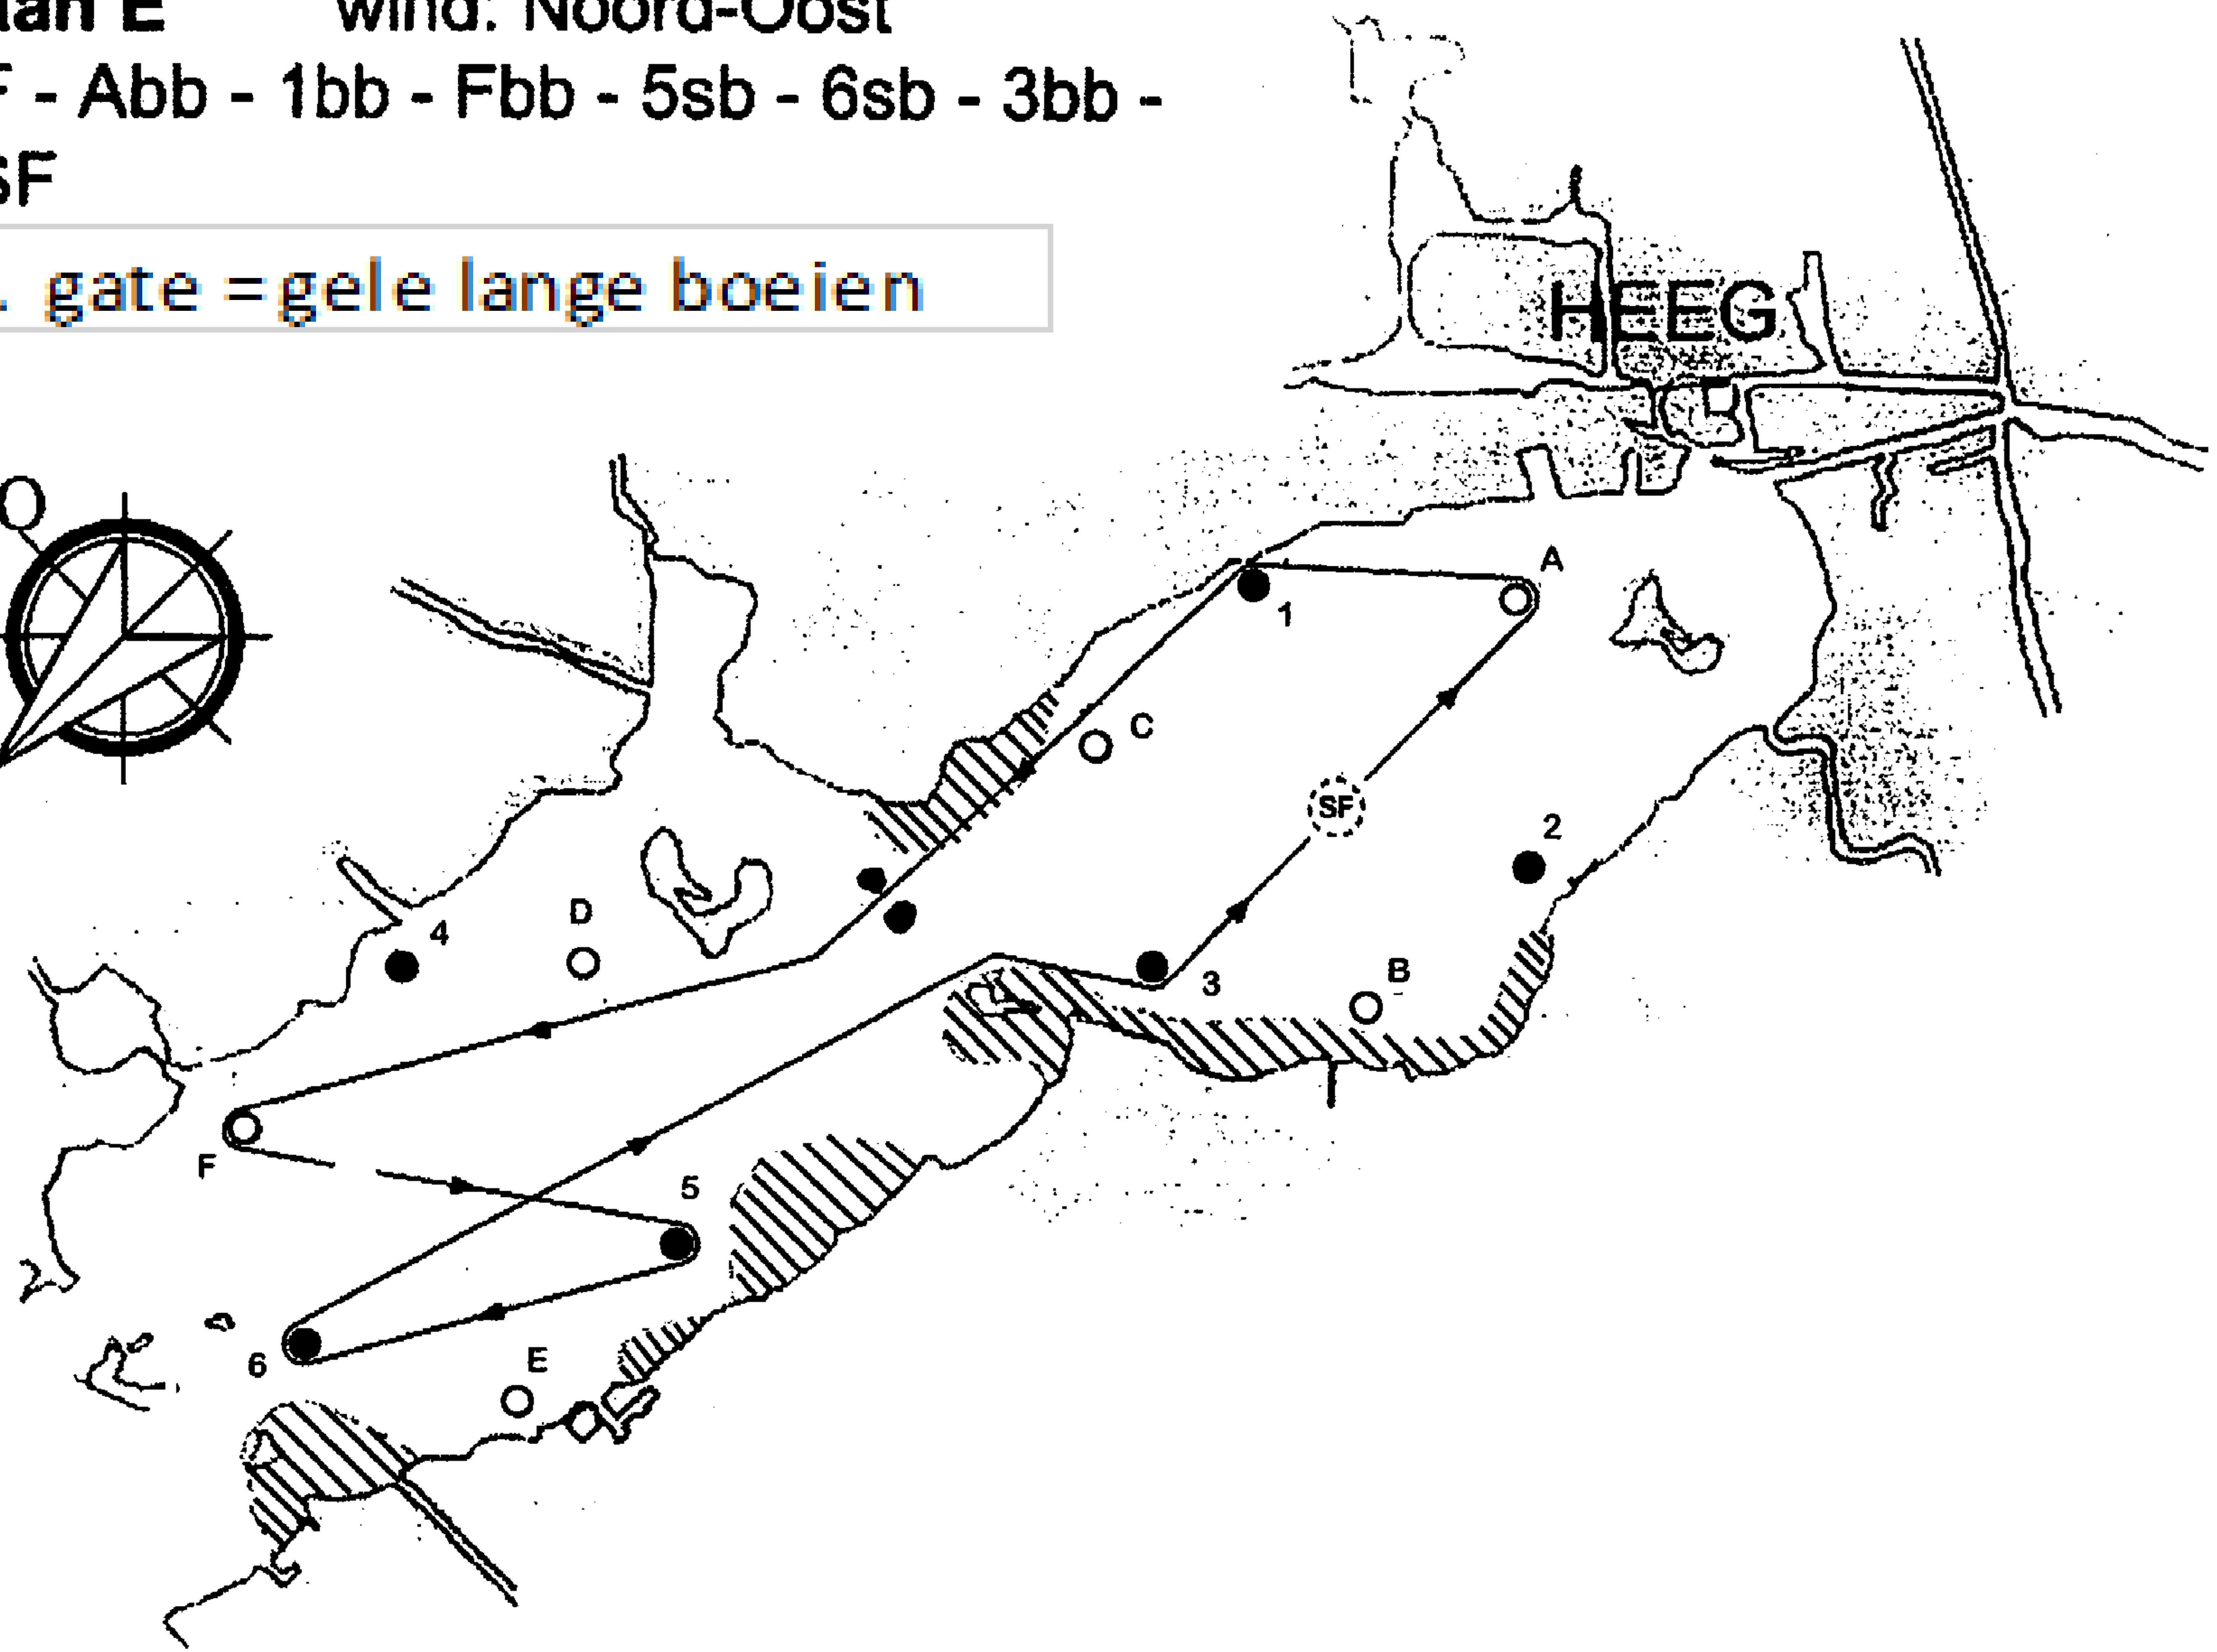 E wind: Noord-Oost
- Abb - 1bb - Fbb - 5sb - 6sb - 3bb -
SF
. gate = gele lange boeien
HEEG
O
A
1
C
SF
2
D
4
3
B
F
5
6
E